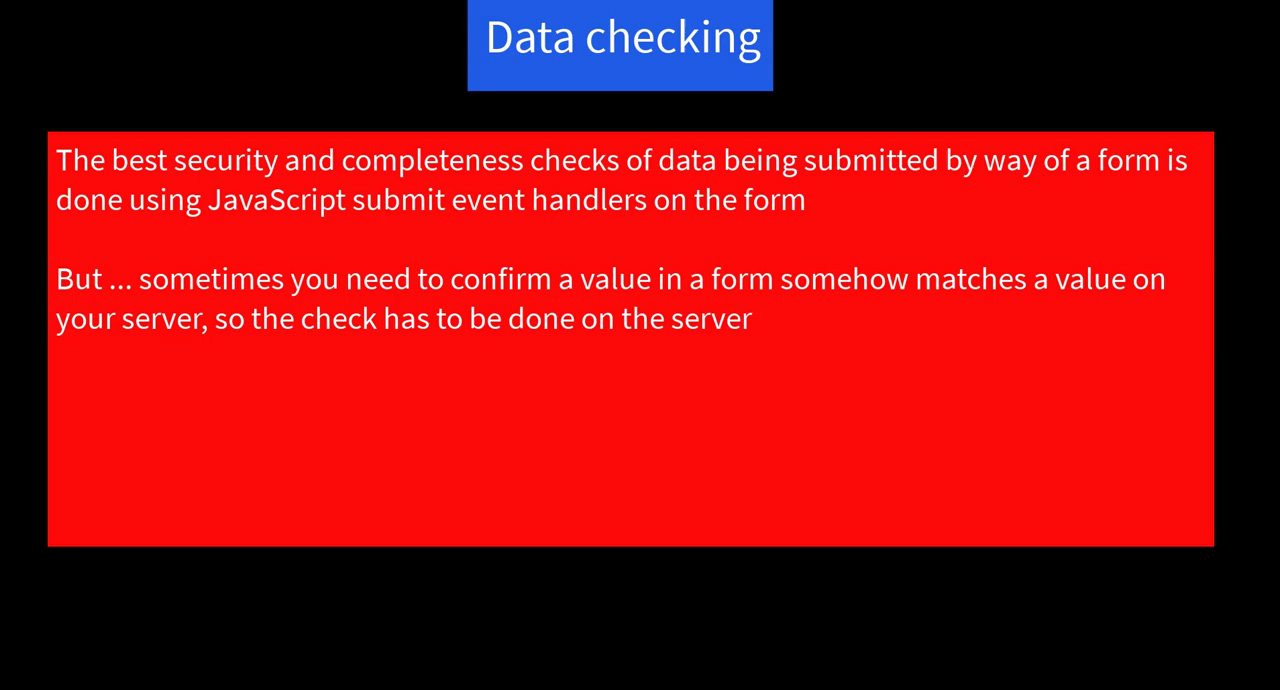 Data checking
The best security and completeness checks of data being submitted by way of a form is
done using JavaScript submit event handlers on the form
But ... sometimes you need to confirm a value in a form somehow matches a value on
your server, so the check has to be done on the server